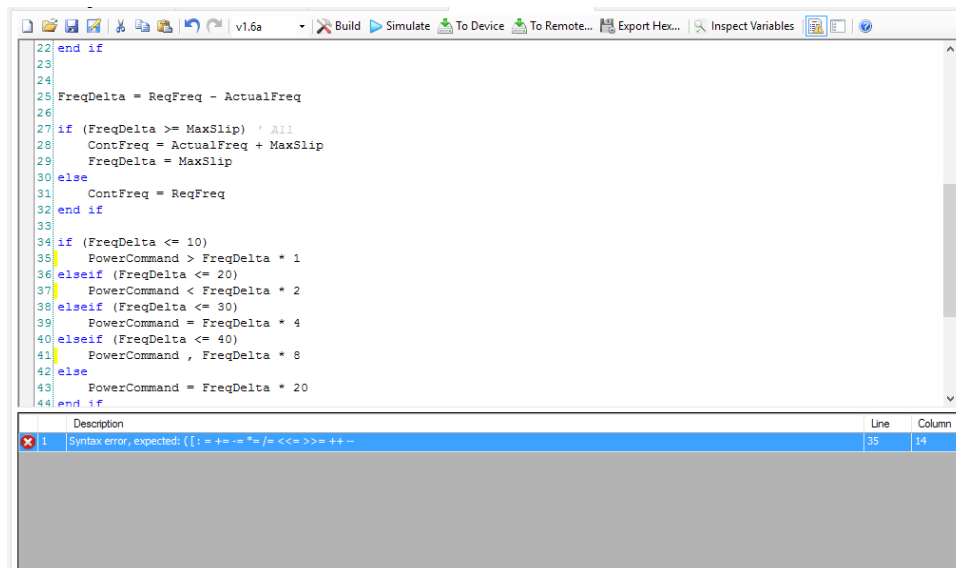 v1.6a Build Simulate To Device To Remote... Export Hex... Inspect Variables
22 end if
23
24
25 FreqDelta = ReqFreq - ActualFreq
26
27 if (FreqDelta >= MaxSlip) ' All
28 ContFreq = ActualFreq + MaxSlip
29 FreqDelta = MaxSlip
30 else
31 ContFreq = ReqFreq
32 end if
33
34 if (FreqDelta <= 10)
35 PowerCommand > FreqDelta * 1
36 elseif (FreqDelta <= 20)
37 PowerCommand < FreqDelta * 2
38 elseif (FreqDelta <= 30)
39 PowerCommand = FreqDelta * 4
40 elseif (FreqDelta <= 40)
41 PowerCommand , FreqDelta * 8
42 else
43 PowerCommand = FreqDelta * 20
44 end if
Description Line Column
1 Syntax error, expected: ( [ : = += -= *= /= <<= >>= ++ -- 35 14